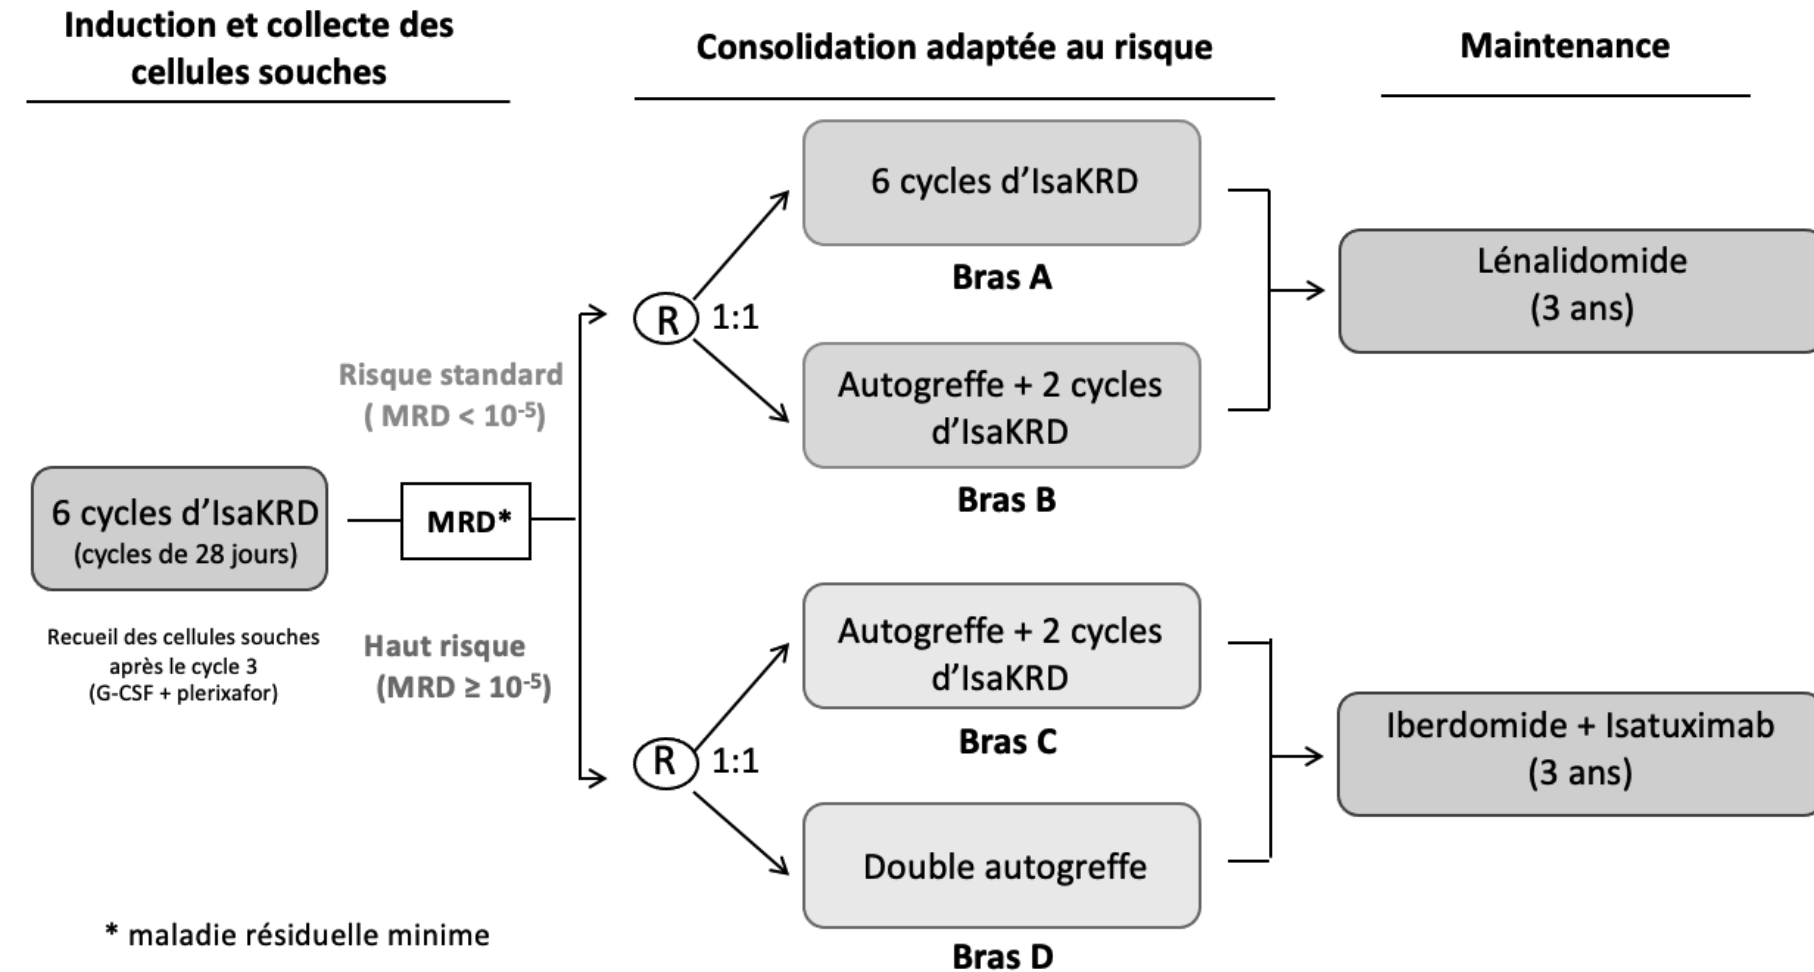 Induction et collecte des
cellules souches
Consolidation adaptée au risque
Maintenance
6 cycles d’IsaKRD
Bras A
Lénalidomide
(3 ans)
R 1:1
Risque standard
( MRD < 10⁻⁵)
Autogreffe + 2 cycles
d’IsaKRD
Bras B
6 cycles d’IsaKRD
(cycles de 28 jours)
MRD*
Recueil des cellules souches
après le cycle 3
(G-CSF + plerixafor)
Haut risque
(MRD ≥ 10⁻⁵)
Autogreffe + 2 cycles
d’IsaKRD
Bras C
R 1:1
Iberdomide + Isatuximab
(3 ans)
Double autogreffe
Bras D
* maladie résiduelle minime